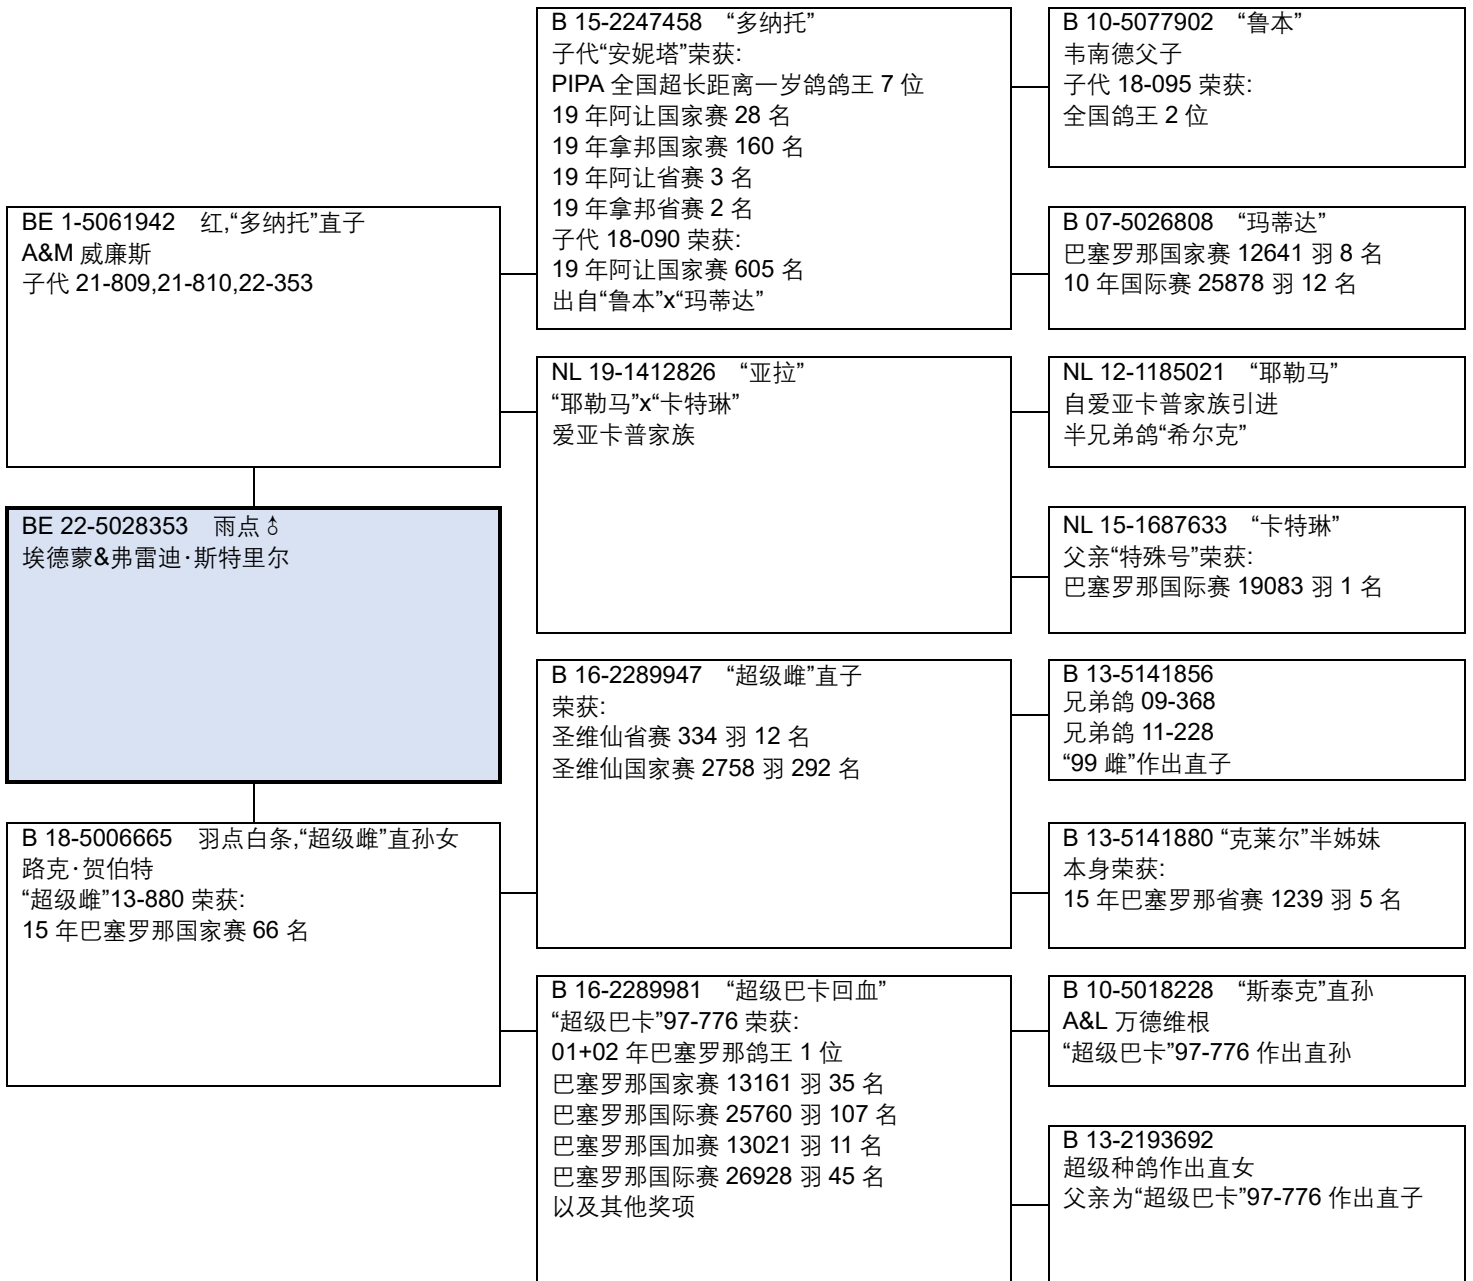 BE 1-5061942 红,“多纳托”直子
A&M 威廉斯
子代 21-809,21-810,22-353
BE 22-5028353 雨点♂
埃德蒙&弗雷迪·斯特里尔
B 18-5006665 羽点白条,“超级雌”直孙女
路克·贺伯特
“超级雌”13-880 荣获:
15 年巴塞罗那国家赛 66 名
B 15-2247458 “多纳托”
子代“安妮塔”荣获:
PIPA 全国超长距离一岁鸽鸽王 7 位
19 年阿让国家赛 28 名
19 年拿邦国家赛 160 名
19 年阿让省赛 3 名
19 年拿邦省赛 2 名
子代 18-090 荣获:
19 年阿让国家赛 605 名
出自“鲁本”x“玛蒂达”
NL 19-1412826 “亚拉”
“耶勒马”x“卡特琳”
爱亚卡普家族
B 16-2289947 “超级雌”直子
荣获:
圣维仙省赛 334 羽 12 名
圣维仙国家赛 2758 羽 292 名
B 16-2289981 “超级巴卡回血”
“超级巴卡”97-776 荣获:
01+02 年巴塞罗那鸽王 1 位
巴塞罗那国家赛 13161 羽 35 名
巴塞罗那国际赛 25760 羽 107 名
巴塞罗那国加赛 13021 羽 11 名
巴塞罗那国际赛 26928 羽 45 名
以及其他奖项
B 10-5077902 “鲁本”
韦南德父子
子代 18-095 荣获:
全国鸽王 2 位
B 07-5026808 “玛蒂达”
巴塞罗那国家赛 12641 羽 8 名
10 年国际赛 25878 羽 12 名
NL 12-1185021 “耶勒马”
自爱亚卡普家族引进
半兄弟鸽“希尔克”
NL 15-1687633 “卡特琳”
父亲“特殊号”荣获:
巴塞罗那国际赛 19083 羽 1 名
B 13-5141856
兄弟鸽 09-368
兄弟鸽 11-228
“99 雌”作出直子
B 13-5141880 “克莱尔”半姊妹
本身荣获:
15 年巴塞罗那省赛 1239 羽 5 名
B 10-5018228 “斯泰克”直孙
A&L 万德维根
“超级巴卡”97-776 作出直孙
B 13-2193692
超级种鸽作出直女
父亲为“超级巴卡”97-776 作出直子